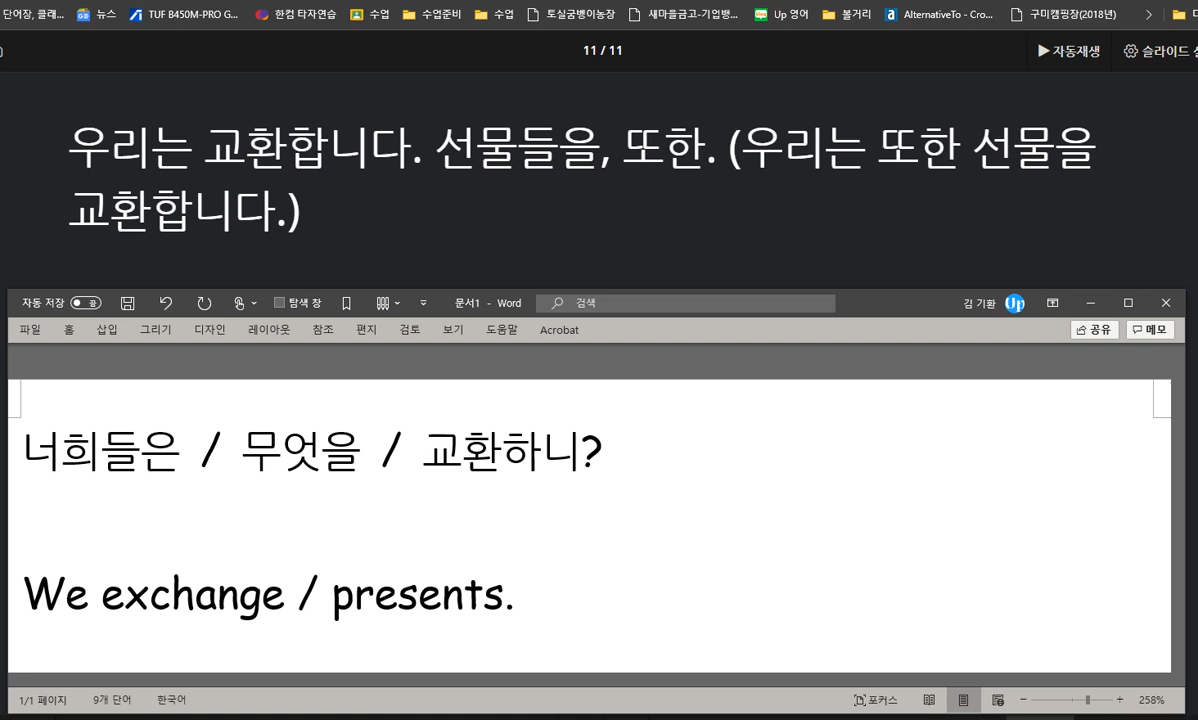 단어장, 클래... 뉴스 TUF B450M-PRO G... 한컴 타자연습 수업 수업준비 수업 토실굼벵이농장 새마을금고-기업뱅... Up 영어 볼거리 AlternativeTo - Cro... 구미캠핑장(2018년)
11 / 11 자동재생 슬라이드
우리는 교환합니다. 선물들을, 또한. (우리는 또한 선물을
교환합니다.)
자동 저장 끔 탐색 창 문서1 - Word 검색 김 기환 Up
파일 홈 삽입 그리기 디자인 레이아웃 참조 편지 검토 보기 도움말 Acrobat 공유 메모
너희들은 / 무엇을 / 교환하니?
We exchange / presents.
1/1 페이지 9개 단어 한국어 포커스 258%